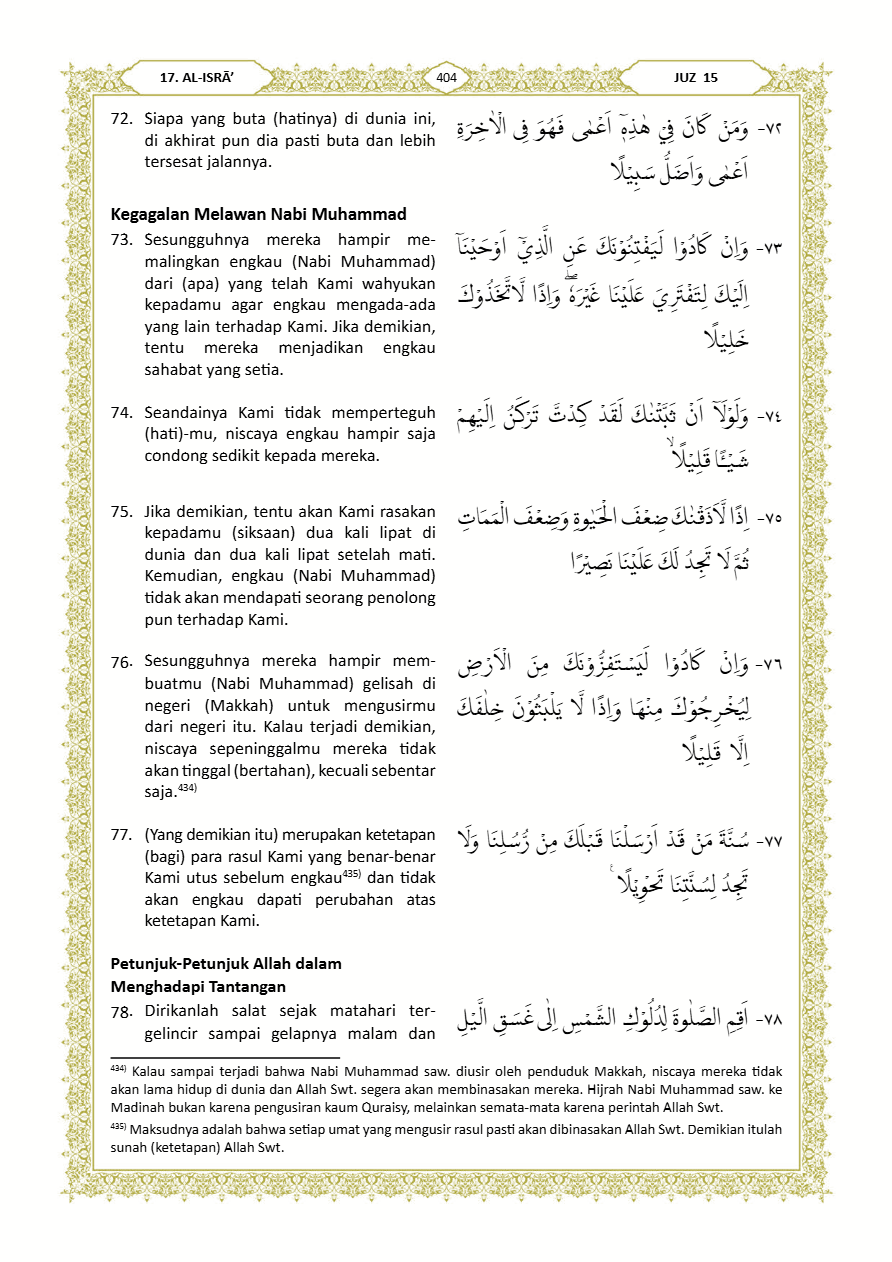 17. AL-ISRĀ’
404
JUZ 15
72. Siapa yang buta (hatinya) di dunia ini,
di akhirat pun dia pasti buta dan lebih
tersesat jalannya.
٧٢- وَمَنْ كَانَ فِيْ هٰذِهٖٓ اَعْمٰى فَهُوَ فِى الْاٰخِرَةِ
اَعْمٰى وَاَضَلُّ سَبِيْلًا
Kegagalan Melawan Nabi Muhammad
73. Sesungguhnya mereka hampir me-
malingkan engkau (Nabi Muhammad)
dari (apa) yang telah Kami wahyukan
kepadamu agar engkau mengada-ada
yang lain terhadap Kami. Jika demikian,
tentu mereka menjadikan engkau
sahabat yang setia.
٧٣- وَاِنْ كَادُوْا لَيَفْتِنُوْنَكَ عَنِ الَّذِيْٓ اَوْحَيْنَآ
اِلَيْكَ لِتَفْتَرِيَ عَلَيْنَا غَيْرَهٗۖ وَاِذًا لَّاتَّخَذُوْكَ
خَلِيْلًا
74. Seandainya Kami tidak memperteguh
(hati)-mu, niscaya engkau hampir saja
condong sedikit kepada mereka.
٧٤- وَلَوْلَآ اَنْ ثَبَّتْنٰكَ لَقَدْ كِدْتَّ تَرْكَنُ اِلَيْهِمْ
شَيْـًٔا قَلِيْلًاۙ
75. Jika demikian, tentu akan Kami rasakan
kepadamu (siksaan) dua kali lipat di
dunia dan dua kali lipat setelah mati.
Kemudian, engkau (Nabi Muhammad)
tidak akan mendapati seorang penolong
pun terhadap Kami.
٧٥- اِذًا لَّاَذَقْنٰكَ ضِعْفَ الْحَيٰوةِ وَضِعْفَ الْمَمَاتِ
ثُمَّ لَا تَجِدُ لَكَ عَلَيْنَا نَصِيْرًا
76. Sesungguhnya mereka hampir mem-
buatmu (Nabi Muhammad) gelisah di
negeri (Makkah) untuk mengusirmu
dari negeri itu. Kalau terjadi demikian,
niscaya sepeninggalmu mereka tidak
akan tinggal (bertahan), kecuali sebentar
saja.434)
٧٦- وَاِنْ كَادُوْا لَيَسْتَفِزُّوْنَكَ مِنَ الْاَرْضِ
لِيُخْرِجُوْكَ مِنْهَا وَاِذًا لَّا يَلْبَثُوْنَ خِلٰفَكَ
اِلَّا قَلِيْلًا
77. (Yang demikian itu) merupakan ketetapan
(bagi) para rasul Kami yang benar-benar
Kami utus sebelum engkau435) dan tidak
akan engkau dapati perubahan atas
ketetapan Kami.
٧٧- سُنَّةَ مَنْ قَدْ اَرْسَلْنَا قَبْلَكَ مِنْ رُّسُلِنَا وَلَا
تَجِدُ لِسُنَّتِنَا تَحْوِيْلًاࣖ
Petunjuk-Petunjuk Allah dalam
Menghadapi Tantangan
78. Dirikanlah salat sejak matahari ter-
gelincir sampai gelapnya malam dan
٧٨- اَقِمِ الصَّلٰوةَ لِدُلُوْكِ الشَّمْسِ اِلٰى غَسَقِ الَّيْلِ
434) Kalau sampai terjadi bahwa Nabi Muhammad saw. diusir oleh penduduk Makkah, niscaya mereka tidak
akan lama hidup di dunia dan Allah Swt. segera akan membinasakan mereka. Hijrah Nabi Muhammad saw. ke
Madinah bukan karena pengusiran kaum Quraisy, melainkan semata-mata karena perintah Allah Swt.
435) Maksudnya adalah bahwa setiap umat yang mengusir rasul pasti akan dibinasakan Allah Swt. Demikian itulah
sunah (ketetapan) Allah Swt.